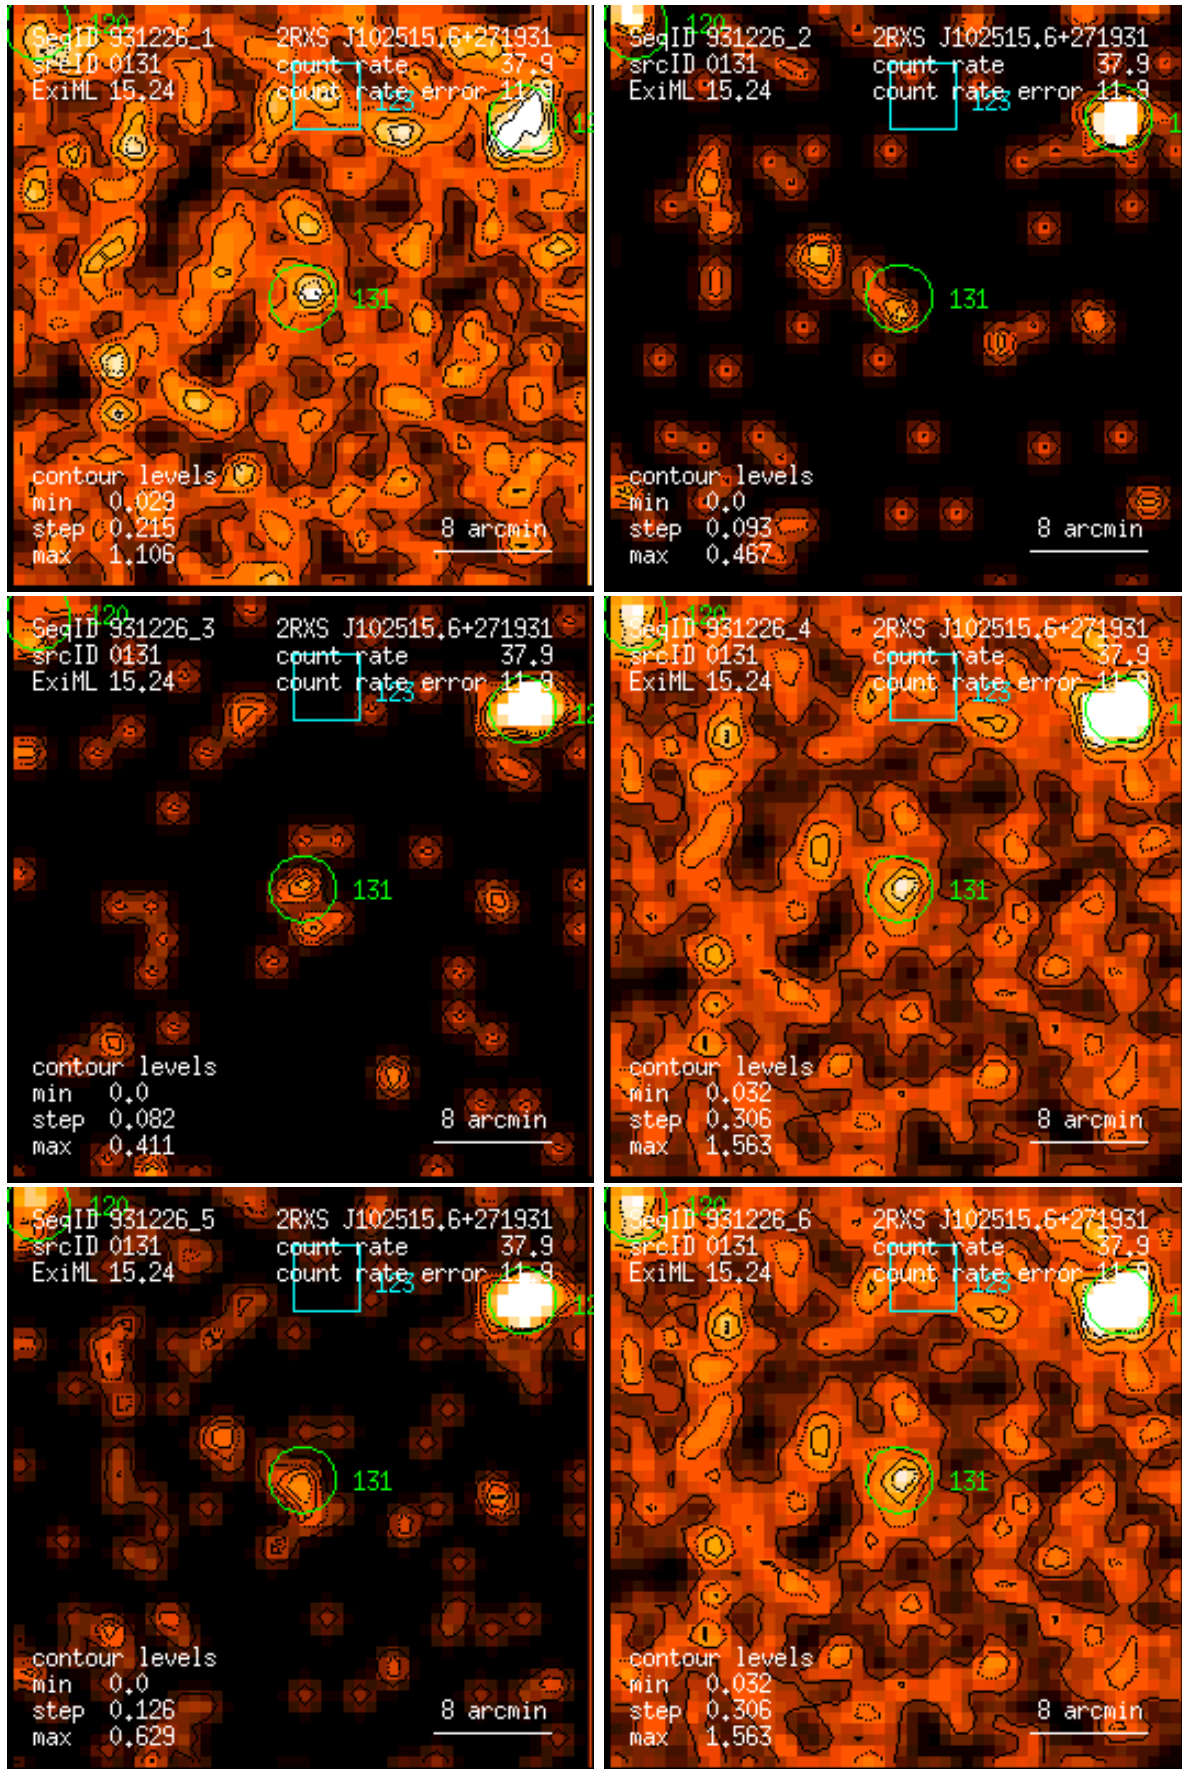 120
SeqID 931226_1 2RXS J102515.6+271931
srcID 0131 count rate 37.9
ExiML 15.24 count rate error 11.9
123
131
contour levels
min 0.029
step 0.215 8 arcmin
max 1.106
120
SeqID 931226_2 2RXS J102515.6+271931
srcID 0131 count rate 37.9
ExiML 15.24 count rate error 11.9
123
131
contour levels
min 0.0
step 0.093 8 arcmin
max 0.467
120
SeqID 931226_3 2RXS J102515.6+271931
srcID 0131 count rate 37.9
ExiML 15.24 count rate error 11.9
123
131
contour levels
min 0.0
step 0.082 8 arcmin
max 0.411
120
SeqID 931226_4 2RXS J102515.6+271931
srcID 0131 count rate 37.9
ExiML 15.24 count rate error 11.9
123
131
contour levels
min 0.032
step 0.306 8 arcmin
max 1.563
120
SeqID 931226_5 2RXS J102515.6+271931
srcID 0131 count rate 37.9
ExiML 15.24 count rate error 11.9
123
131
contour levels
min 0.0
step 0.126 8 arcmin
max 0.629
120
SeqID 931226_6 2RXS J102515.6+271931
srcID 0131 count rate 37.9
ExiML 15.24 count rate error 11.9
123
131
contour levels
min 0.032
step 0.306 8 arcmin
max 1.563